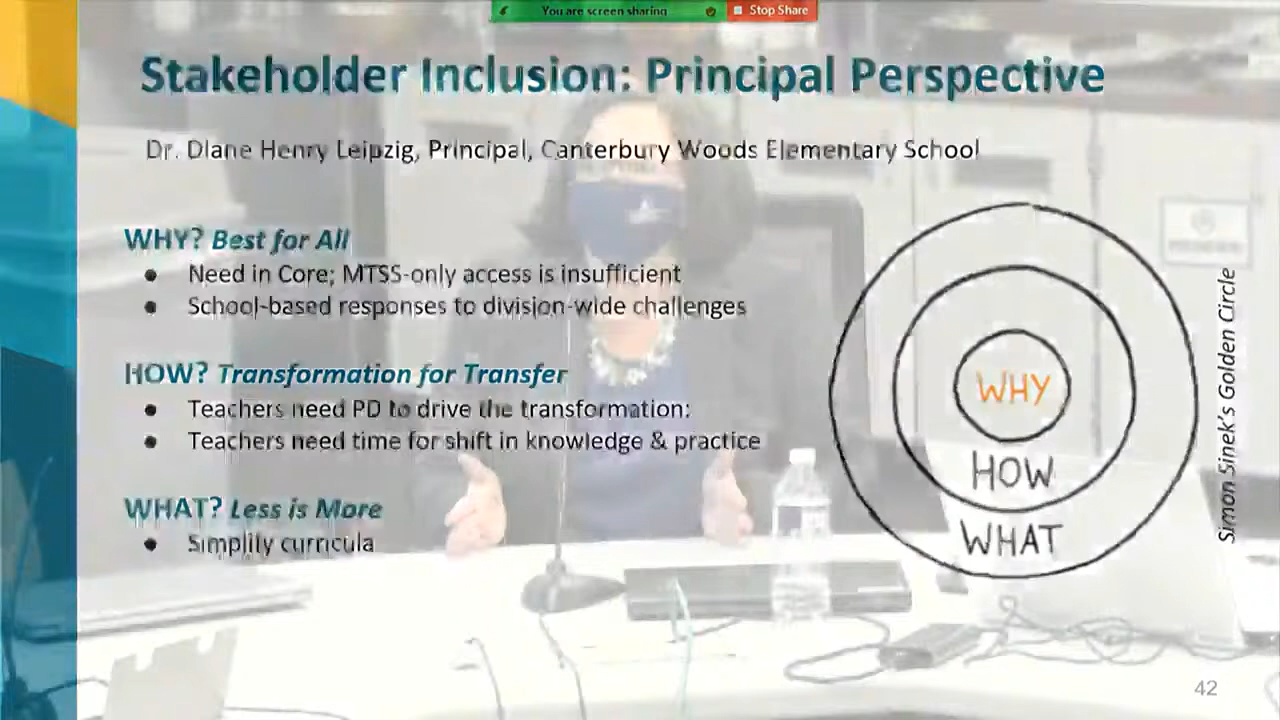 You are screen sharing
Stop Share
Stakeholder Inclusion: Principal Perspective
Dr. Diane Henry Leipzig, Principal, Canterbury Woods Elementary School
WHY? Best for All
● Need in Core; MTSS-only access is insufficient
● School-based responses to division-wide challenges
HOW? Transformation for Transfer
● Teachers need PD to drive the transformation:
● Teachers need time for shift in knowledge & practice
WHAT? Less is More
● Simplify curricula
WHY
HOW
WHAT
Simon Sinek's Golden Circle
42